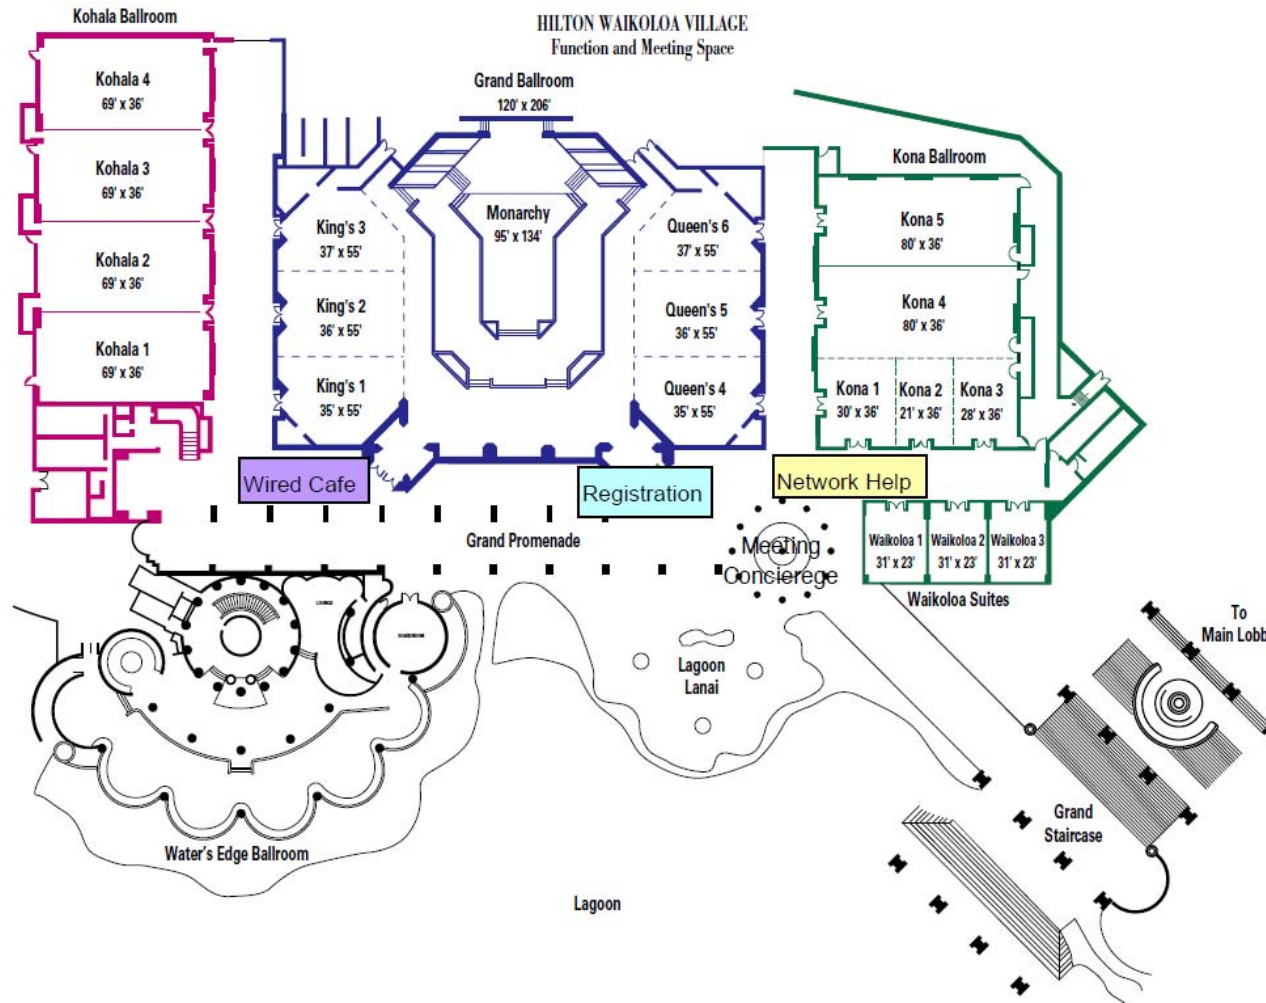 HILTON WAIKOLOA VILLAGE
Function and Meeting Space
Kohala Ballroom
Kohala 4
69' x 36'
Kohala 3
69' x 36'
Kohala 2
69' x 36'
Kohala 1
69' x 36'
Grand Ballroom
120' x 206'
King's 3
37' x 55'
King's 2
36' x 55'
King's 1
35' x 55'
Monarchy
95' x 134'
Queen's 6
37' x 55'
Queen's 5
36' x 55'
Queen's 4
35' x 55'
Kona Ballroom
Kona 5
80' x 36'
Kona 4
80' x 36'
Kona 1
30' x 36'
Kona 2
21' x 36'
Kona 3
28' x 36'
Wired Cafe
Registration
Network Help
Grand Promenade
Meeting
Concierege
Waikoloa 1
31' x 23'
Waikoloa 2
31' x 23'
Waikoloa 3
31' x 23'
Waikoloa Suites
LOUNGE
BOARDROOM
Lagoon
Lanai
To
Main Lobb
Grand
Staircase
Water's Edge Ballroom
Lagoon